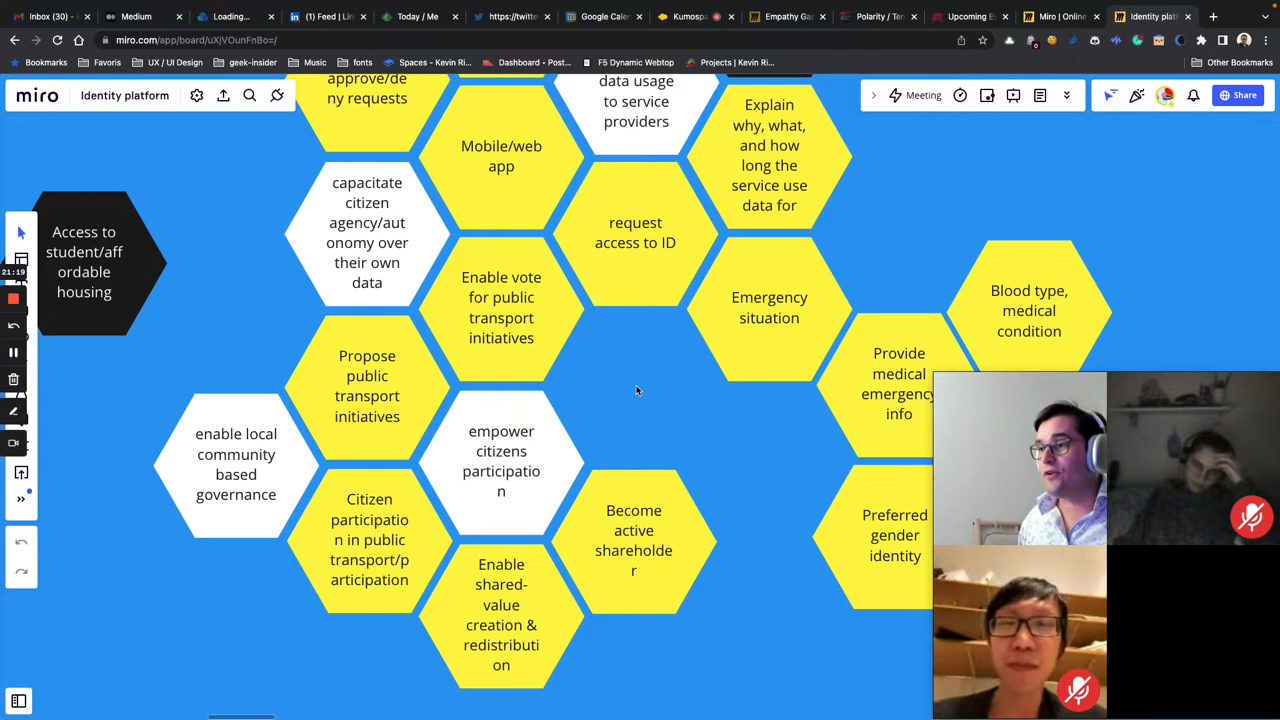 Inbox (30) -
Medium
Loading...
(1) Feed | Lin
Today / Me
https://twitte
Google Caler
Kumospa
Empathy Ga
Polarity / Ter
Upcoming Ev
Miro | Online
Identity platfor
miro.com/app/board/uXjVOunFnBo=/
Bookmarks
Favoris
UX / UI Design
geek-insider
Music
fonts
Spaces - Kevin Ri...
Dashboard • Postm...
F5 Dynamic Webtop
Projects | Kevin Ri...
Other Bookmarks
miro
Identity platform
Meeting
Share
approve/de
ny requests
data usage
to service
providers
Mobile/web
app
Explain
why, what,
and how
long the
service use
data for
capacitate
citizen
agency/aut
onomy over
their own
data
request
access to ID
Access to
student/aff
ordable
housing
21:19
Enable vote
for public
transport
initiatives
Emergency
situation
Blood type,
medical
condition
Propose
public
transport
initiatives
Provide
medical
emergency
info
enable local
community
based
governance
empower
citizens
participatio
n
Citizen
participatio
n in public
transport/p
articipation
Become
active
shareholde
r
Preferred
gender
identity
Enable
shared-
value
creation &
redistributi
on